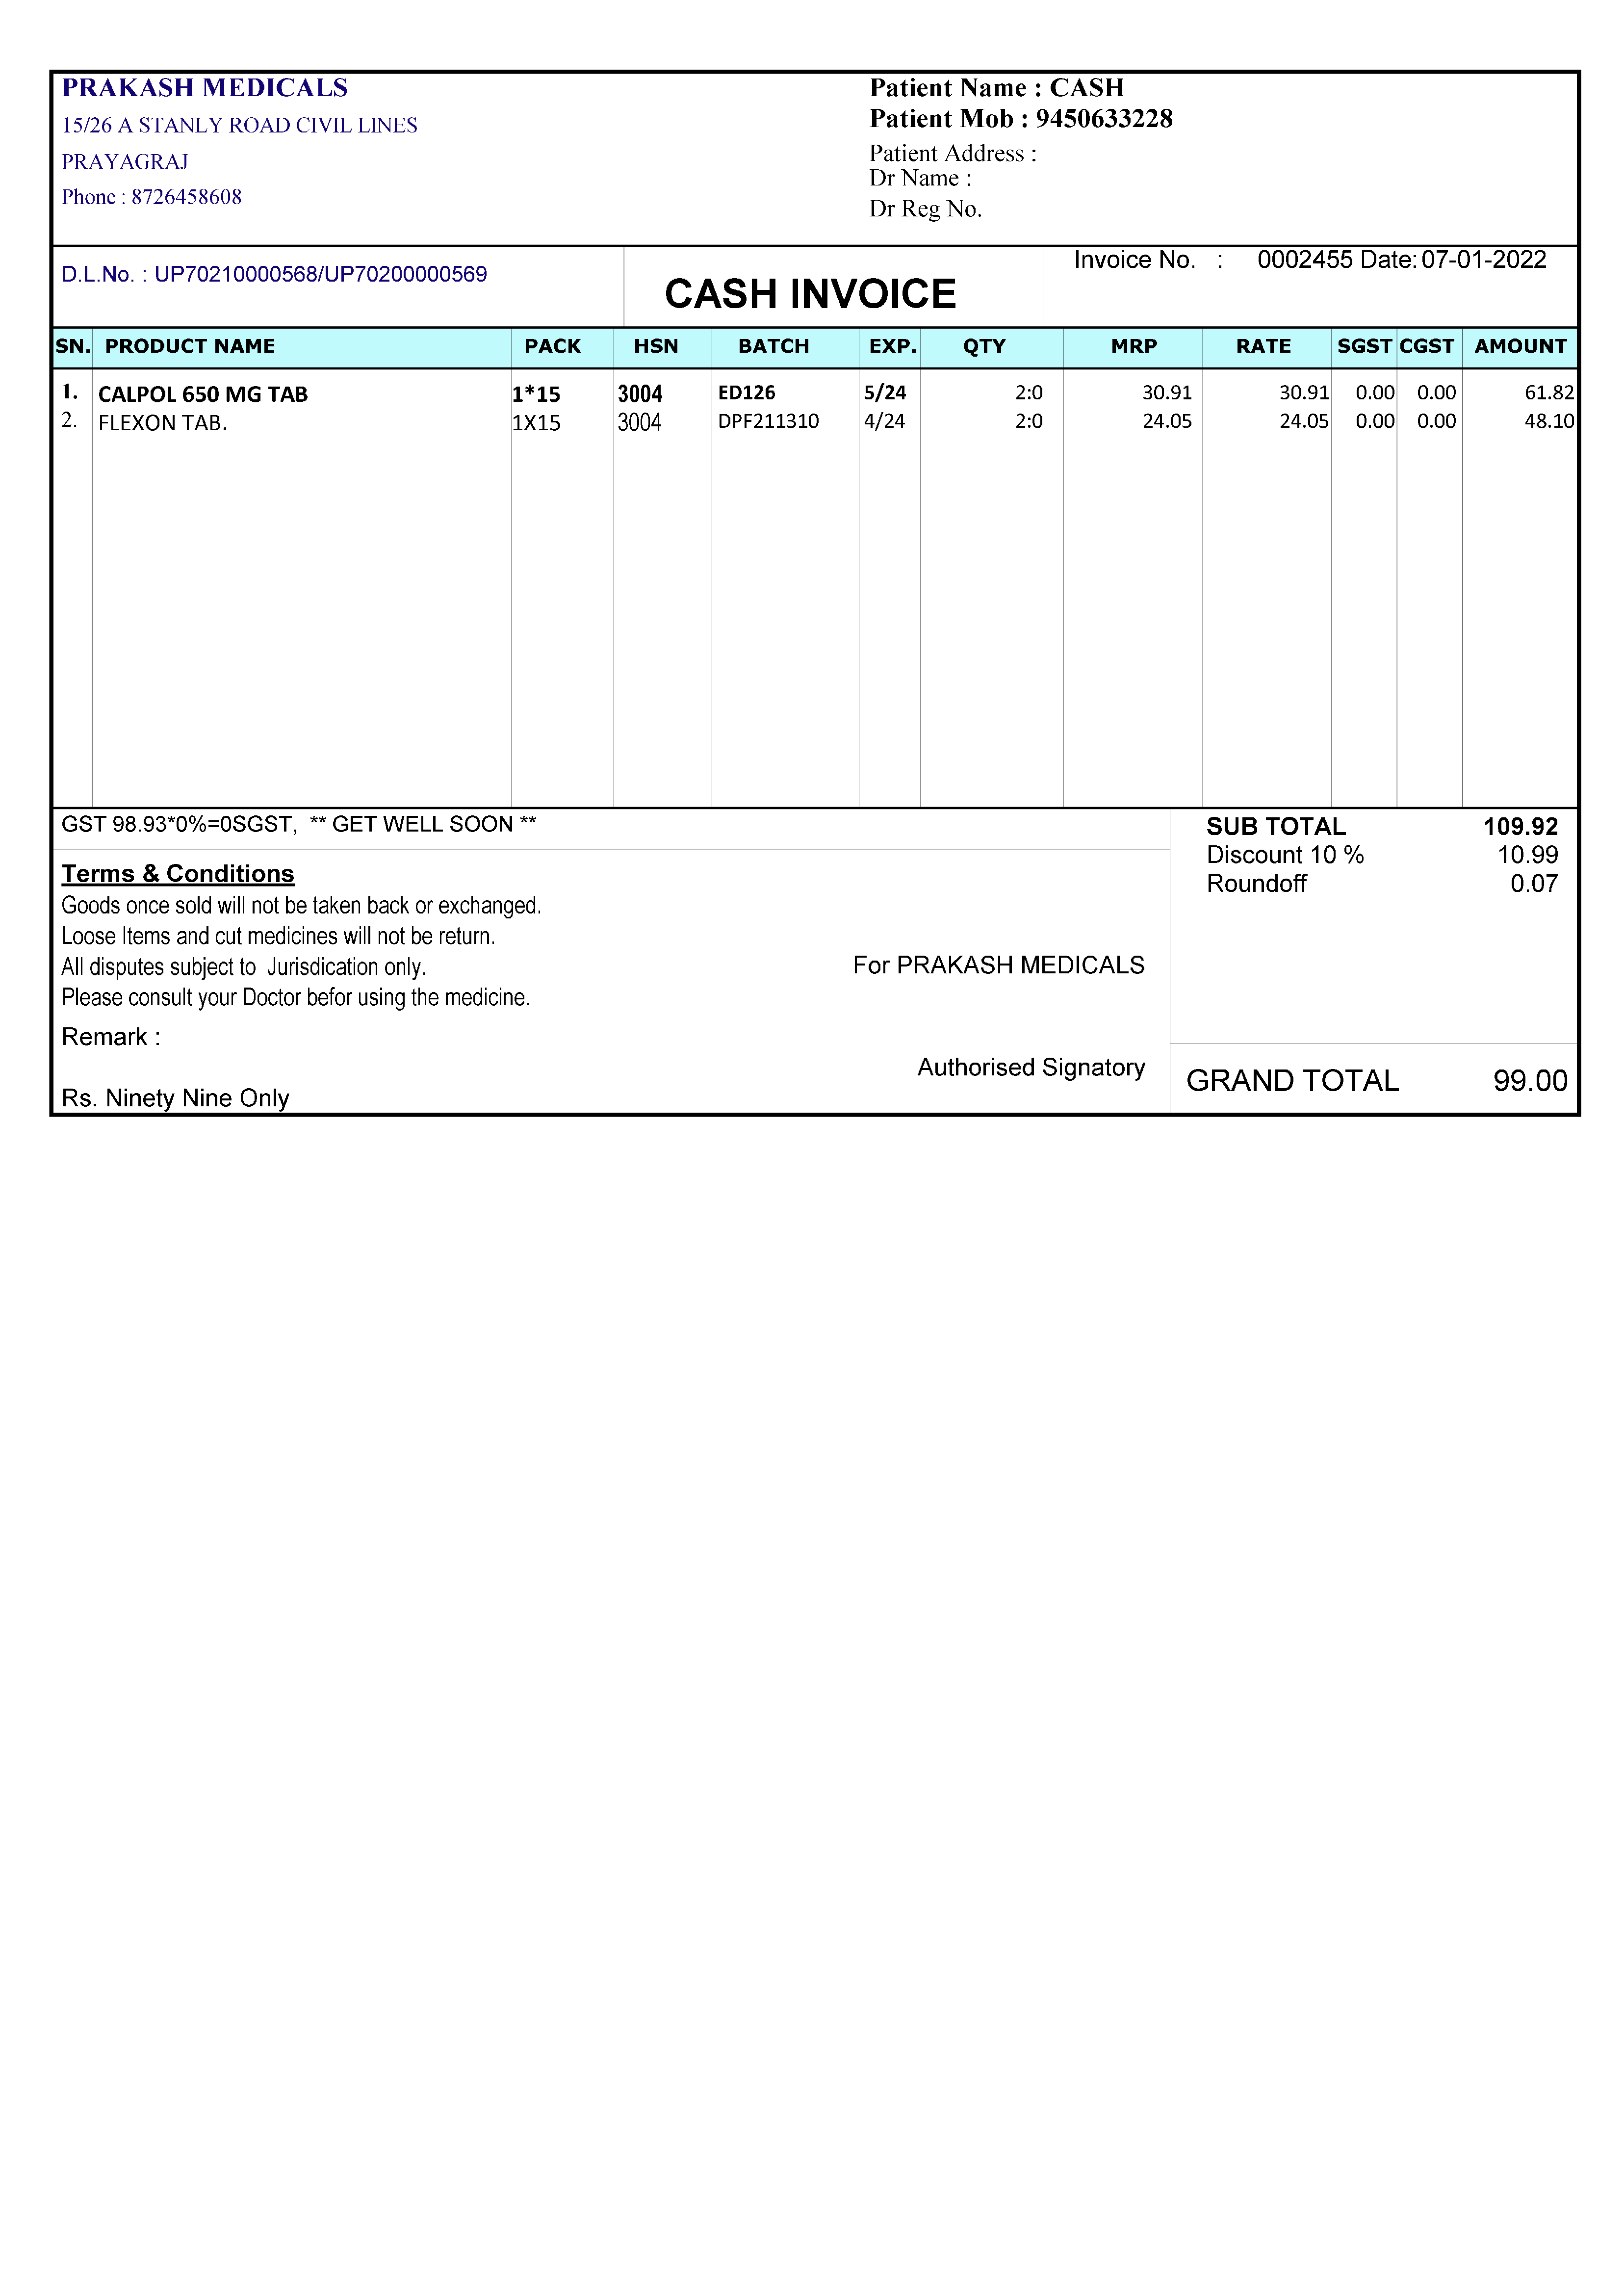 PRAKASH MEDICALS
15/26 A STANLY ROAD CIVIL LINES
PRAYAGRAJ
Phone : 8726458608
Patient Name : CASH
Patient Mob : 9450633228
Patient Address :
Dr Name :
Dr Reg No.
D.L.No. : UP70210000568/UP70200000569
CASH INVOICE
Invoice No. : 0002455 Date: 07-01-2022
SN. PRODUCT NAME PACK HSN BATCH EXP. QTY MRP RATE SGST CGST AMOUNT
1. CALPOL 650 MG TAB 1*15 3004 ED126 5/24 2:0 30.91 30.91 0.00 0.00 61.82
2. FLEXON TAB. 1X15 3004 DPF211310 4/24 2:0 24.05 24.05 0.00 0.00 48.10
GST 98.93*0%=0SGST, ** GET WELL SOON **
Terms & Conditions
Goods once sold will not be taken back or exchanged.
Loose Items and cut medicines will not be return.
All disputes subject to Jurisdication only.
Please consult your Doctor befor using the medicine.
Remark :
Rs. Ninety Nine Only
For PRAKASH MEDICALS
Authorised Signatory
SUB TOTAL 109.92
Discount 10 % 10.99
Roundoff 0.07
GRAND TOTAL 99.00